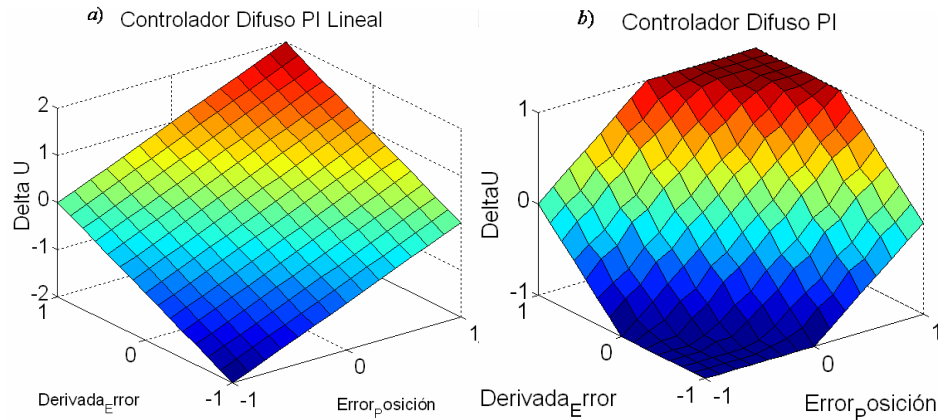 a) Controlador Difuso PI Lineal
2
1
0
-1
-2
Delta U
1
0
-1
Derivada_Error
-1
0
1
Error_Posición
b) Controlador Difuso PI
1
0
-1
DeltaU
1
0
-1
Derivada_Error
-1
0
1
Error_Posición